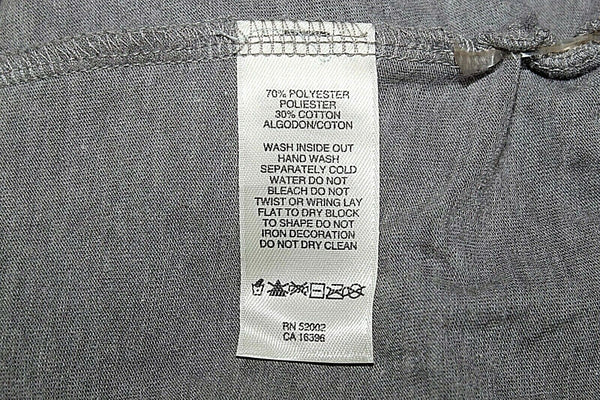 70% POLYESTER
POLIESTER
30% COTTON
ALGODON/COTON
WASH INSIDE OUT
HAND WASH
SEPARATELY COLD
WATER DO NOT
BLEACH DO NOT
TWIST OR WRING LAY
FLAT TO DRY BLOCK
TO SHAPE DO NOT
IRON DECORATION
DO NOT DRY CLEAN
RN 52002
CA 16396